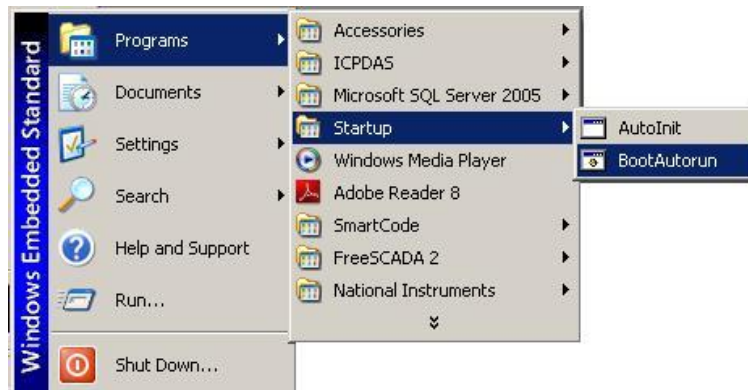 Windows Embedded Standard
Programs
Documents
Settings
Search
Help and Support
Run...
Shut Down...
Accessories
ICPDAS
Microsoft SQL Server 2005
Startup
Windows Media Player
Adobe Reader 8
SmartCode
FreeSCADA 2
National Instruments
AutoInit
BootAutorun